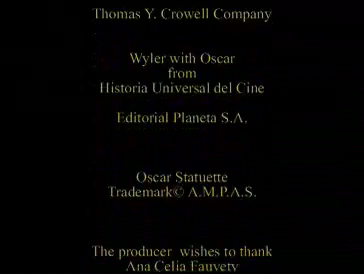 Thomas Y. Crowell Company
Wyler with Oscar
from
Historia Universal del Cine
Editorial Planeta S.A.
Oscar Statuette
Trademark© A.M.P.A.S.
The producer wishes to thank
Ana Celia Fauvety